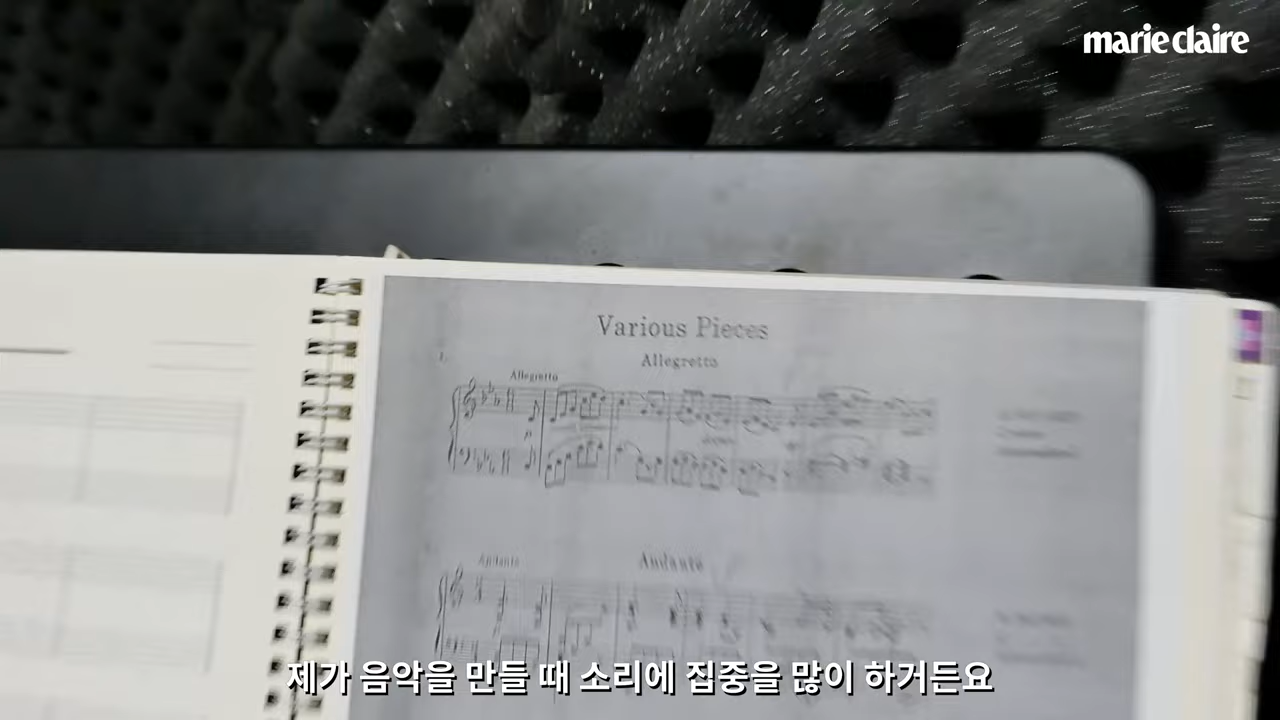 marie claire
Various Pieces
Allegretto
1.
Allegretto
Andante
Andante
제가 음악을 만들 때 소리에 집중을 많이 하거든요